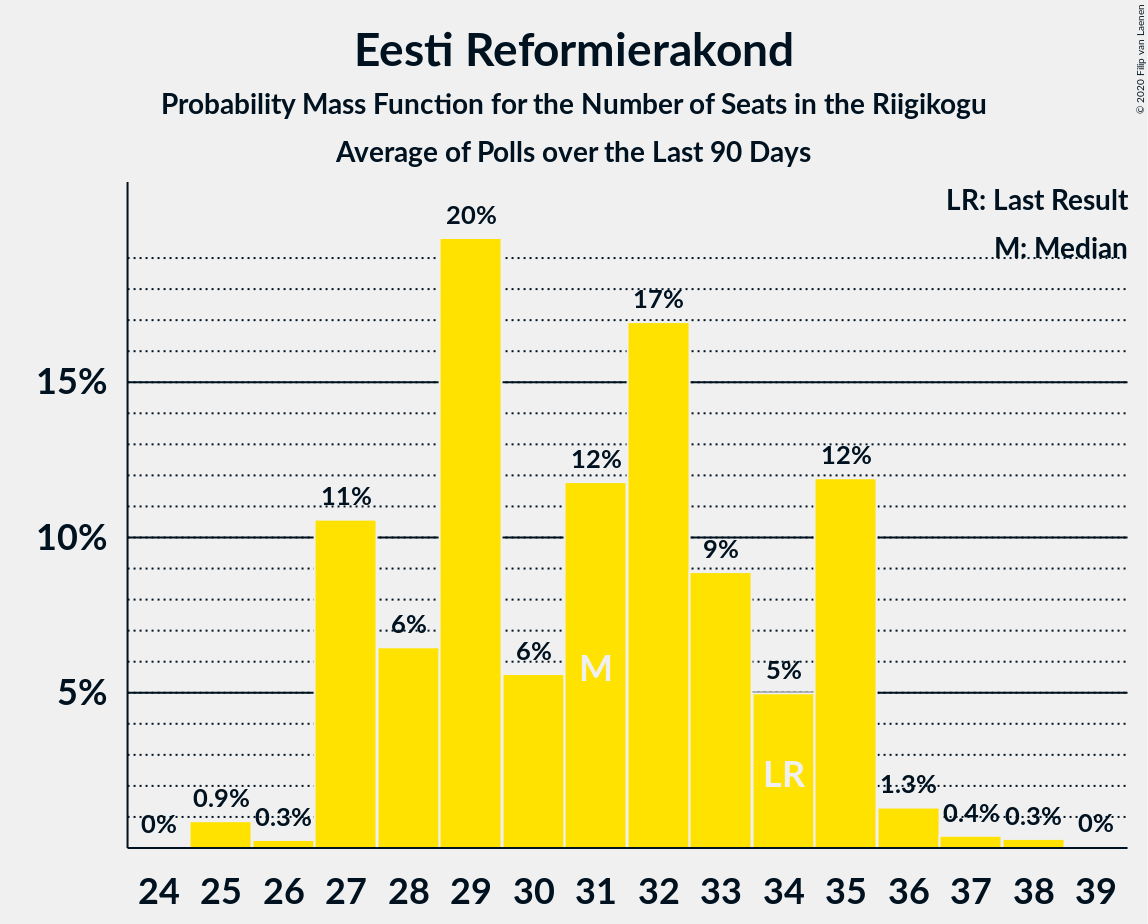 Eesti Reformierakond
Probability Mass Function for the Number of Seats in the Riigikogu
Average of Polls over the Last 90 Days
© 2020 Filip van Laenen
LR: Last Result
M: Median
20%
17%
15%
12%
12%
11%
10%
9%
6%
6%
M
5%
5%
LR
0%
0.9%
0.3%
1.3%
0.4%
0.3%
0%
24 25 26 27 28 29 30 31 32 33 34 35 36 37 38 39